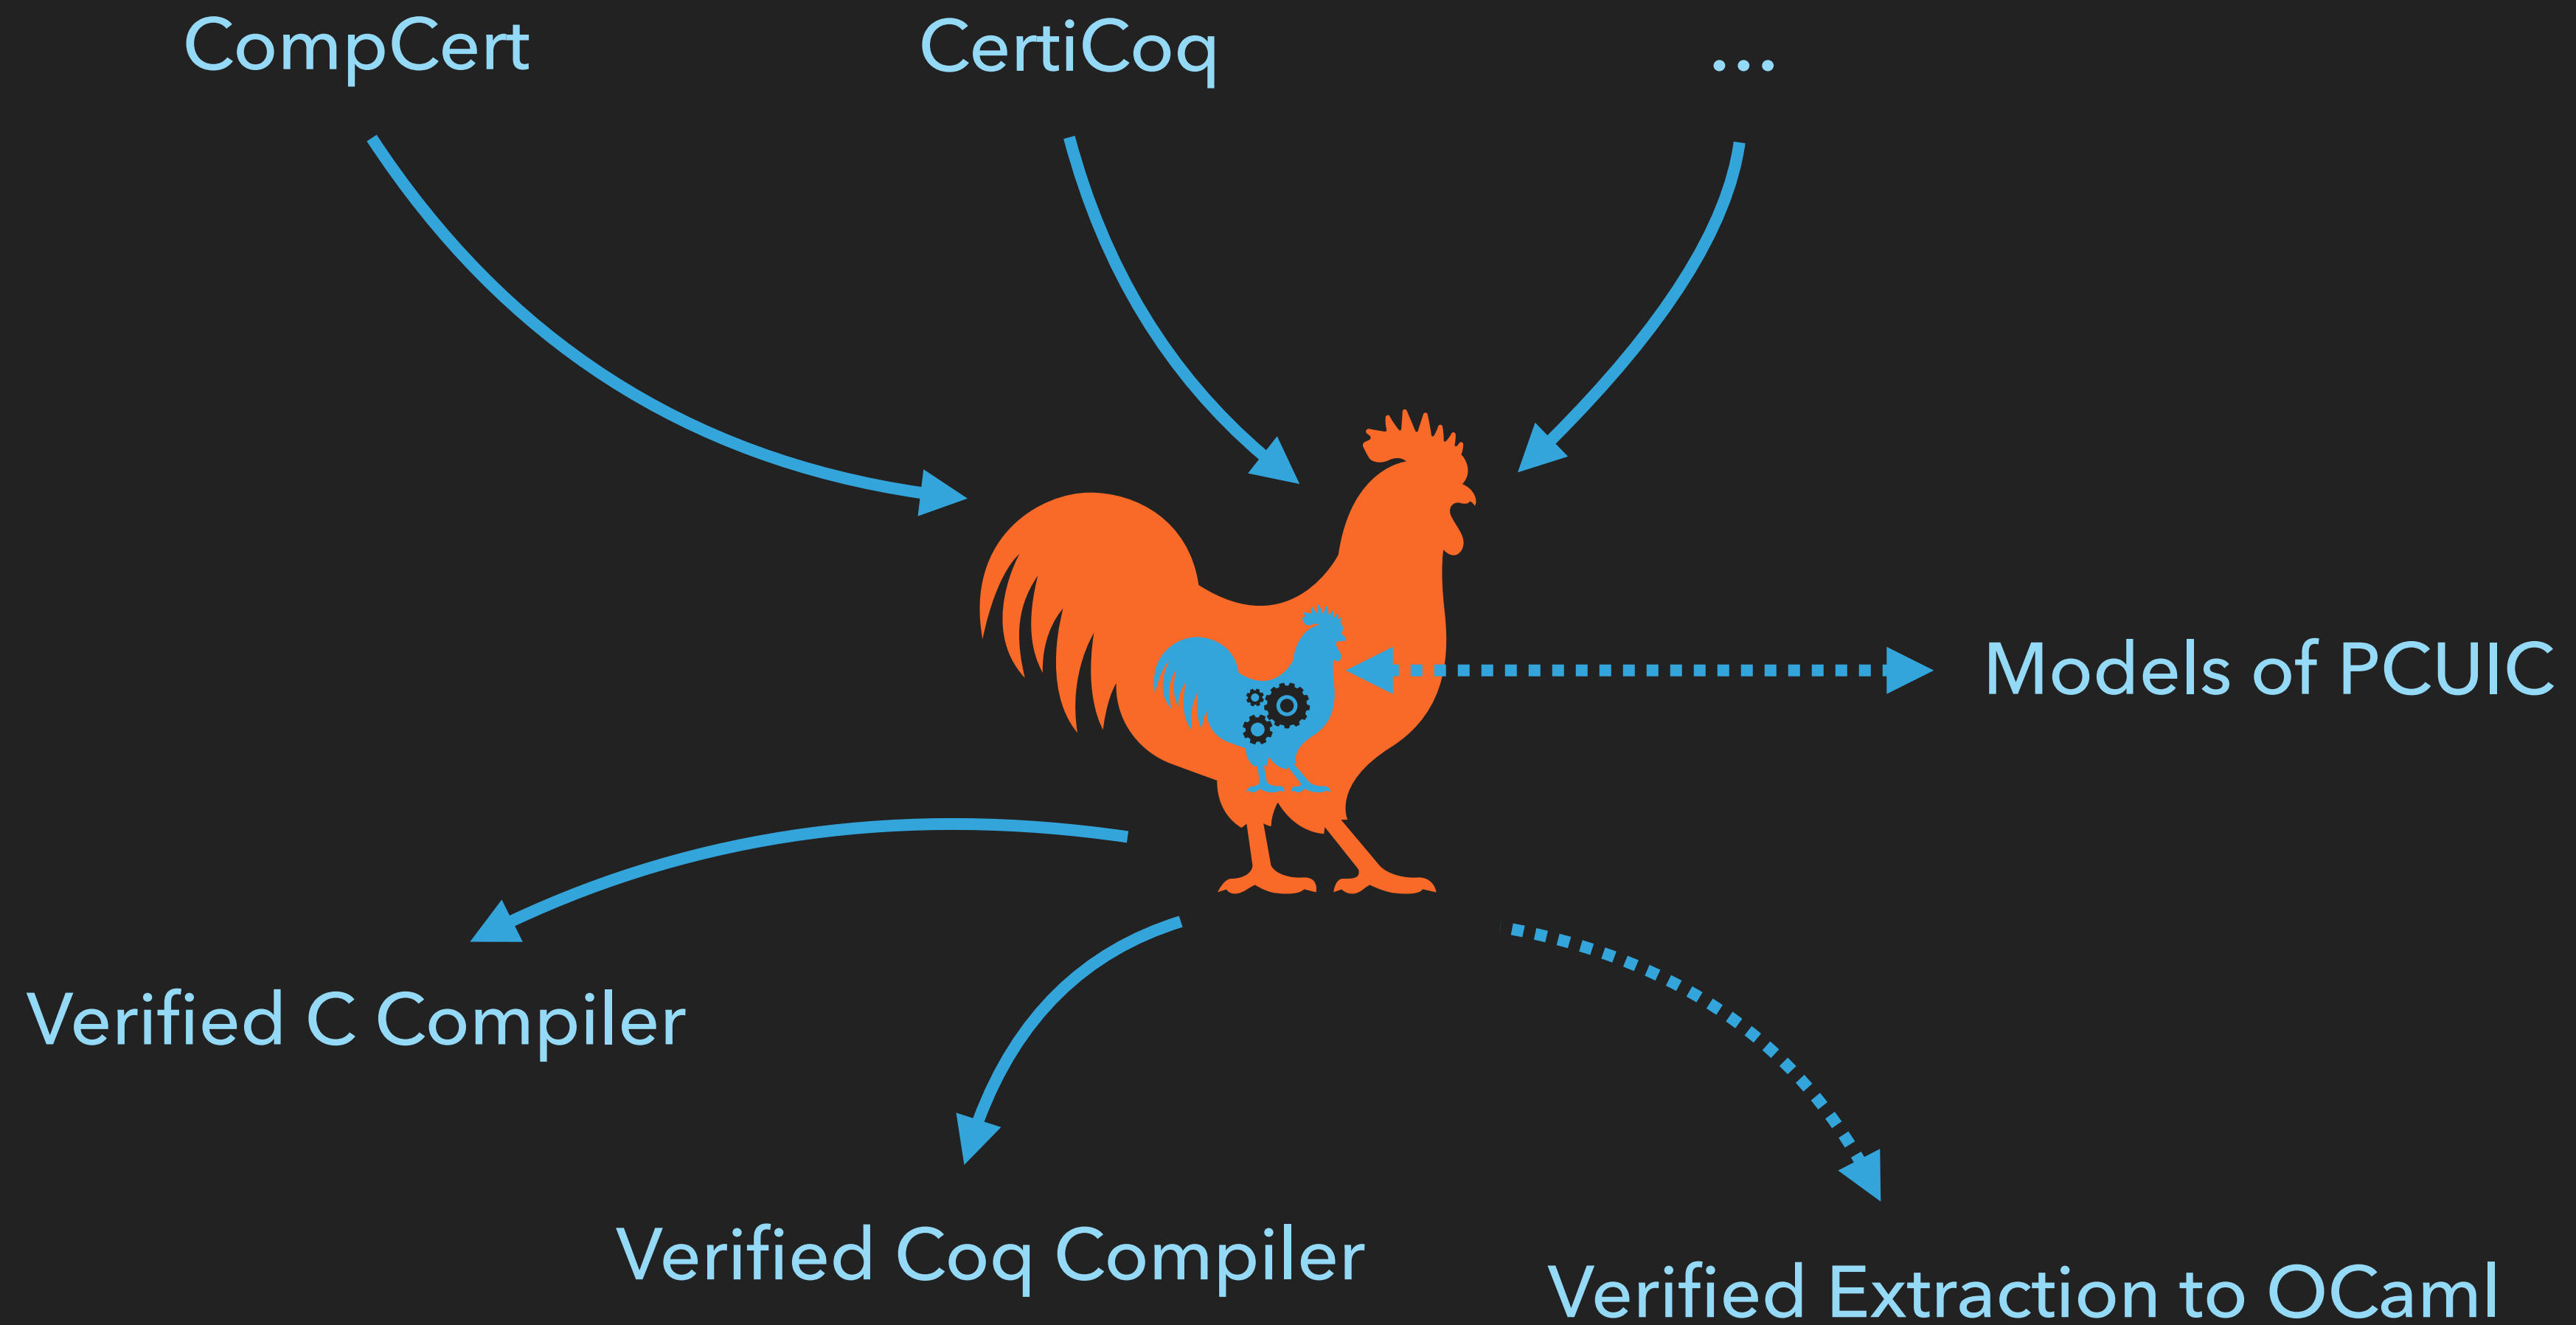 CompCert
CertiCoq
...
Models of PCUIC
Verified C Compiler
Verified Coq Compiler
Verified Extraction to OCaml